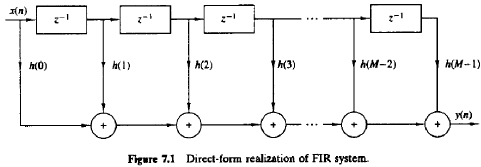 x(n)
z⁻¹ z⁻¹ z⁻¹ ... z⁻¹
h(0) h(1) h(2) h(3) h(M−2) h(M−1)
+ + + ... + +
y(n)
Figure 7.1 Direct-form realization of FIR system.